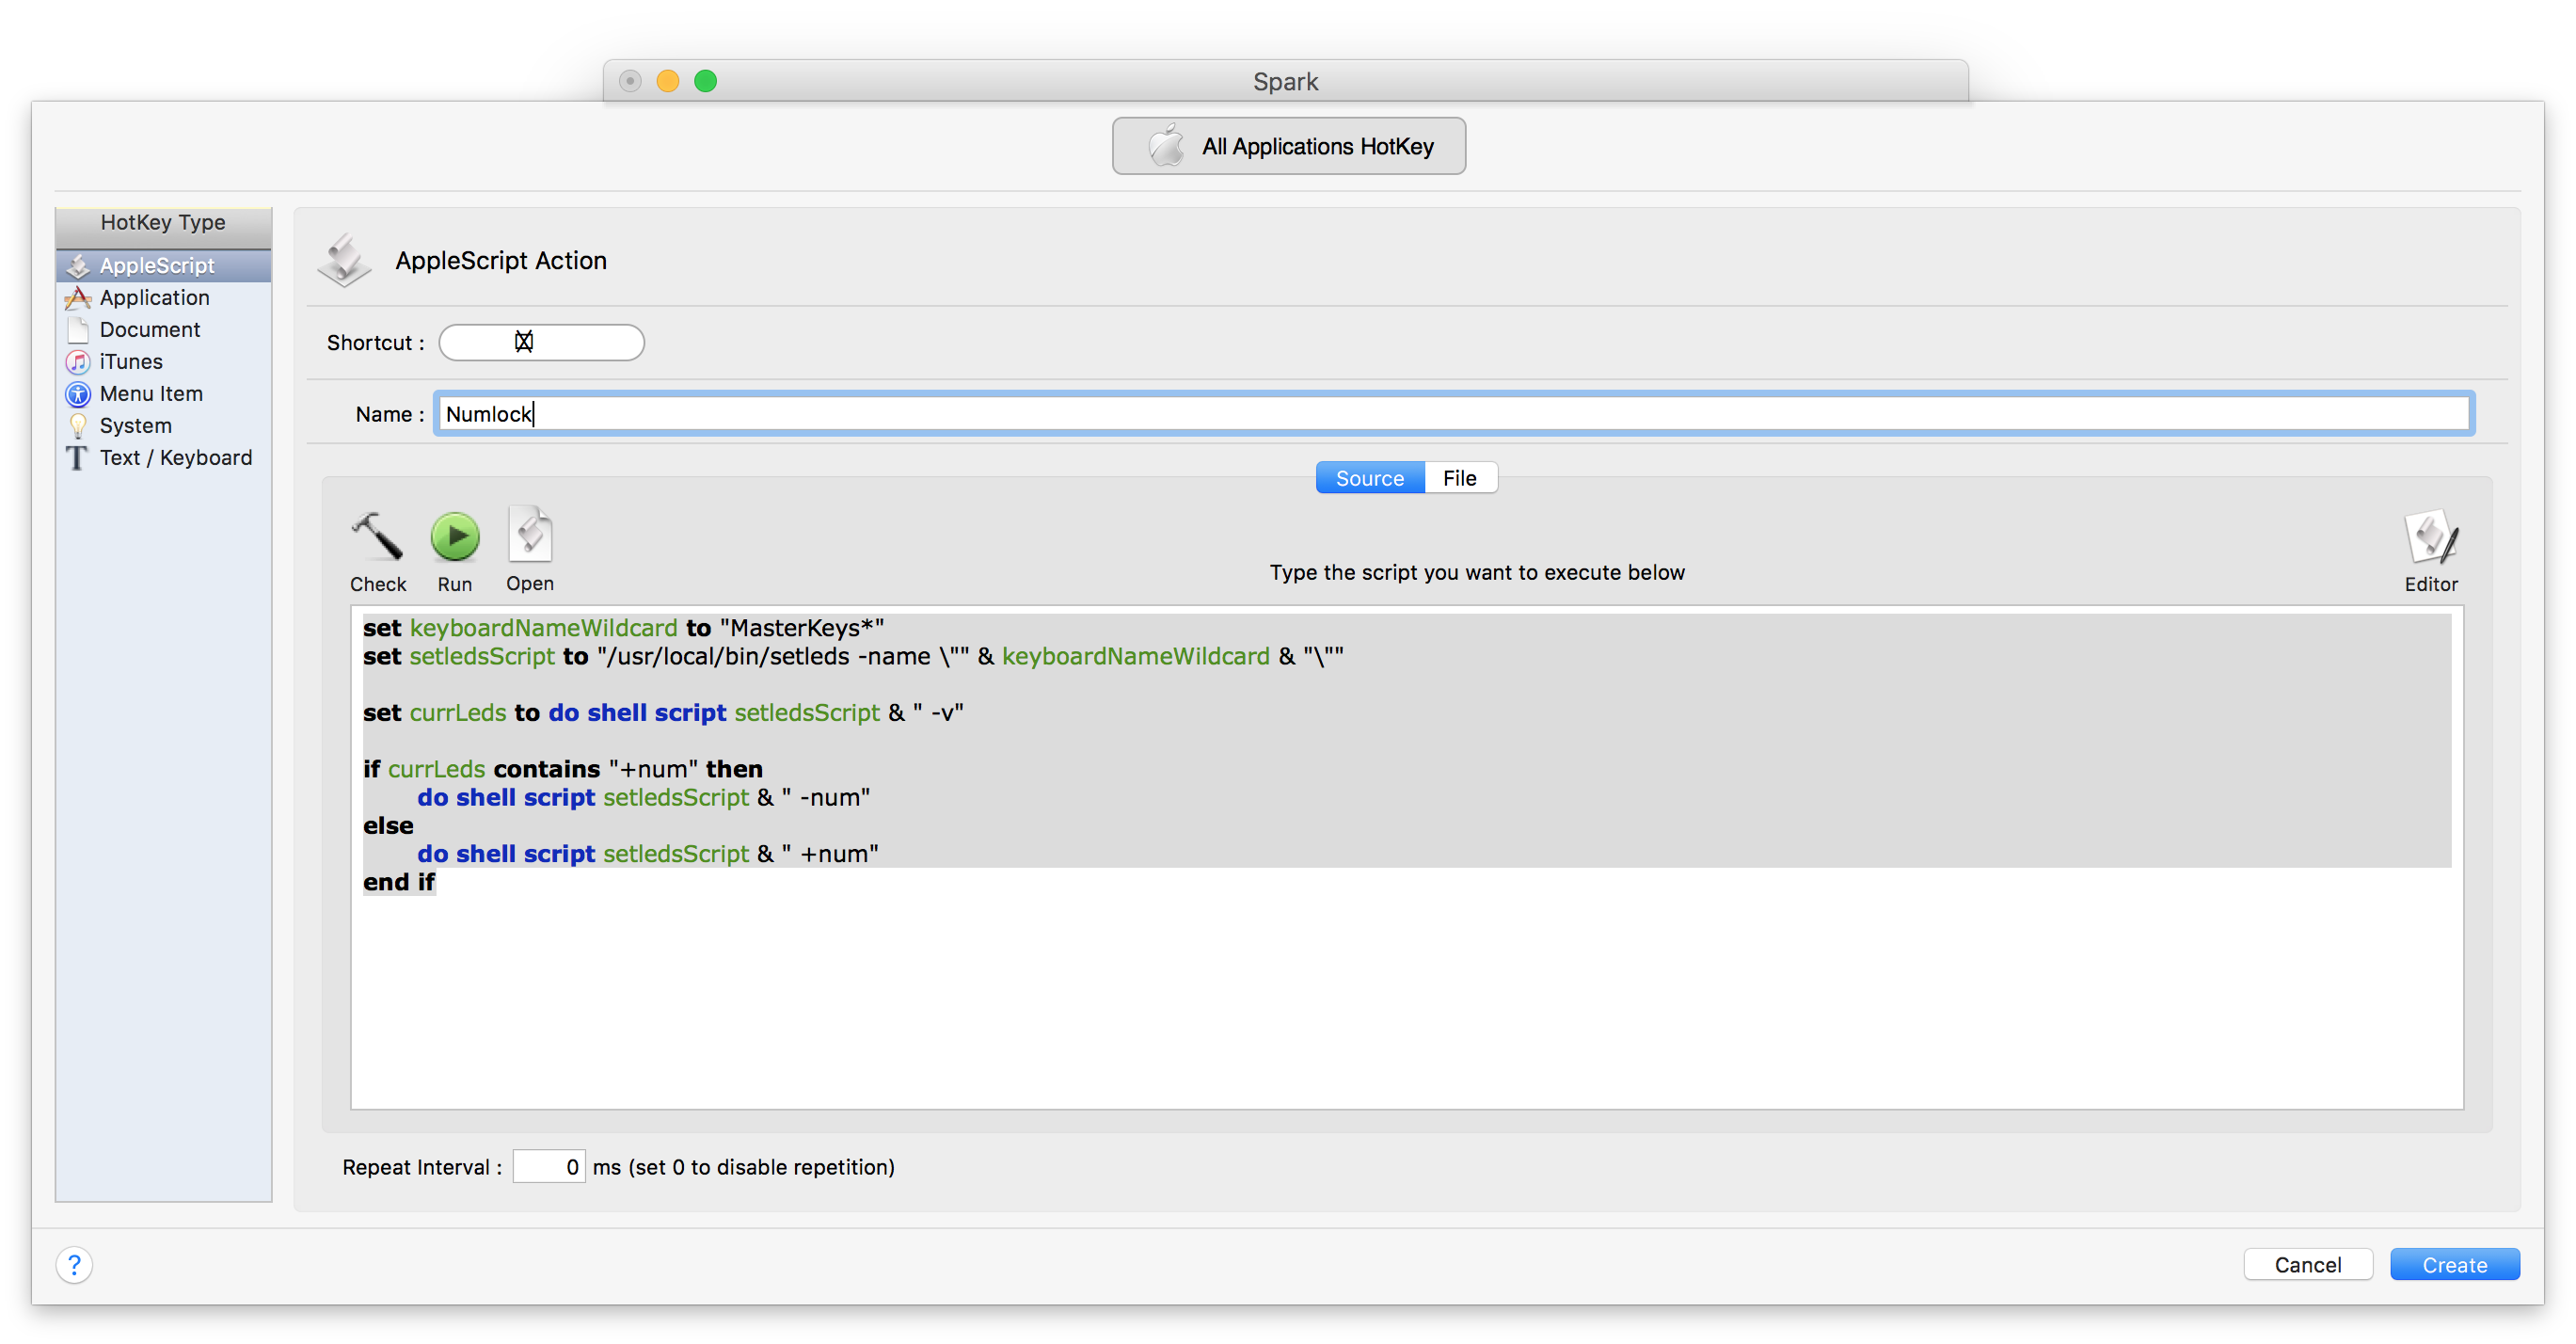 Spark
All Applications HotKey
HotKey Type
AppleScript
Application
Document
iTunes
Menu Item
System
Text / Keyboard
AppleScript Action
Shortcut :
Name : Numlock
Source File
Check Run Open
Type the script you want to execute below
Editor
set keyboardNameWildcard to "MasterKeys*"
set setledsScript to "/usr/local/bin/setleds -name \"" & keyboardNameWildcard & "\""
set currLeds to do shell script setledsScript & " -v"
if currLeds contains "+num" then
do shell script setledsScript & " -num"
else
do shell script setledsScript & " +num"
end if
Repeat Interval : 0 ms (set 0 to disable repetition)
?
Cancel Create